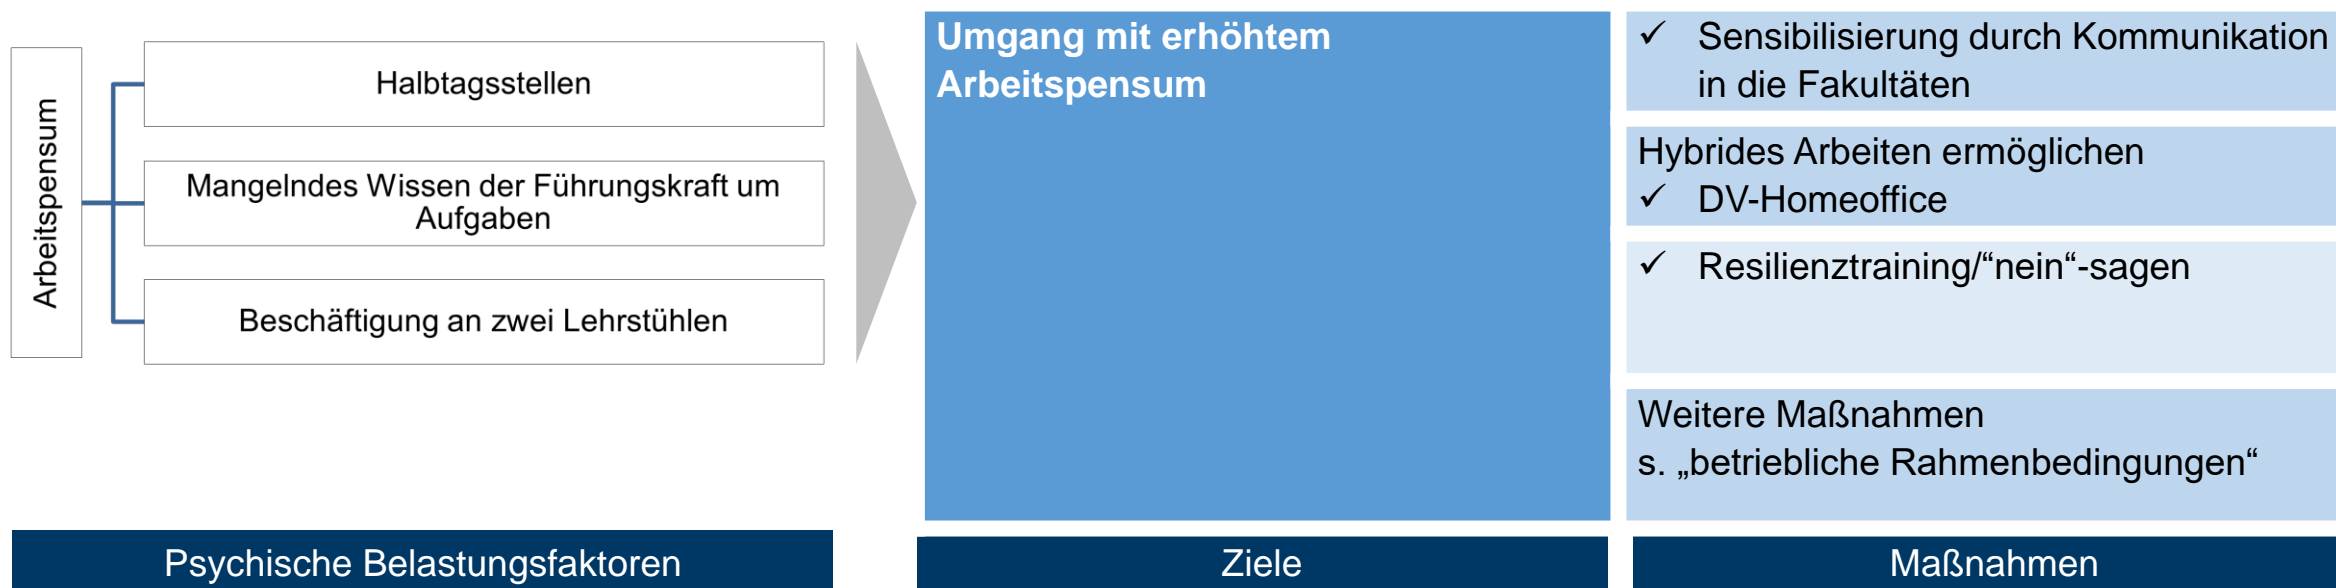 Arbeitspensum
Halbtagsstellen
Mangelndes Wissen der Führungskraft um
Aufgaben
Beschäftigung an zwei Lehrstühlen
Psychische Belastungsfaktoren
Umgang mit erhöhtem
Arbeitspensum
Ziele
✓ Sensibilisierung durch Kommunikation
in die Fakultäten
Hybrides Arbeiten ermöglichen
✓ DV-Homeoffice
✓ Resilienztraining/“nein“-sagen
Weitere Maßnahmen
s. „betriebliche Rahmenbedingungen“
Maßnahmen